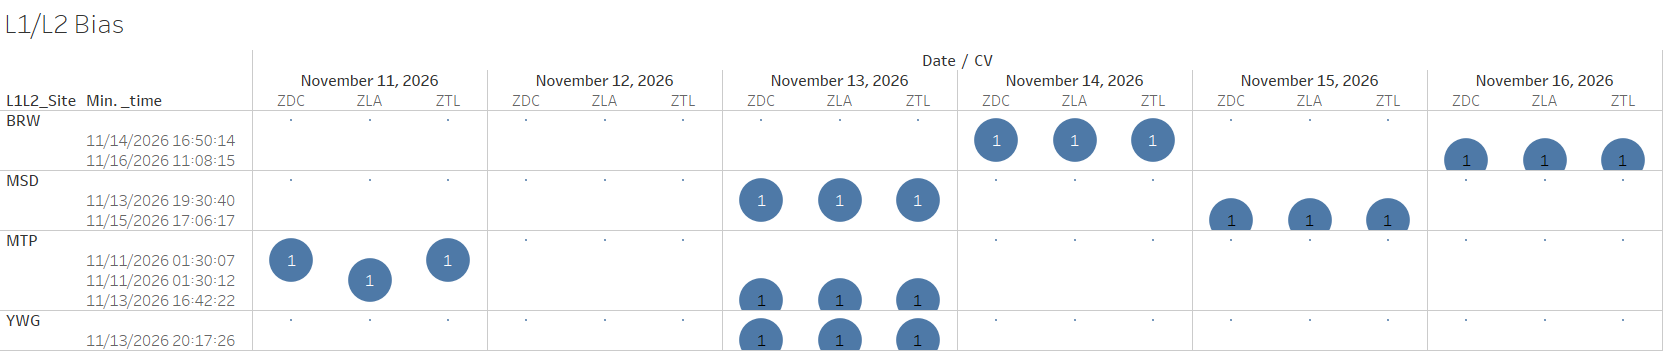 L1/L2 Bias
Date / CV
November 11, 2026 November 12, 2026 November 13, 2026 November 14, 2026 November 15, 2026 November 16, 2026
L1L2_Site Min. _time ZDC ZLA ZTL ZDC ZLA ZTL ZDC ZLA ZTL ZDC ZLA ZTL ZDC ZLA ZTL ZDC ZLA ZTL
BRW
11/14/2026 16:50:14 1 1 1
11/16/2026 11:08:15 1 1 1
MSD
11/13/2026 19:30:40 1 1 1
11/15/2026 17:06:17 1 1 1
MTP
11/11/2026 01:30:07 1 1
11/11/2026 01:30:12 1
11/13/2026 16:42:22 1 1 1
YWG
11/13/2026 20:17:26 1 1 1